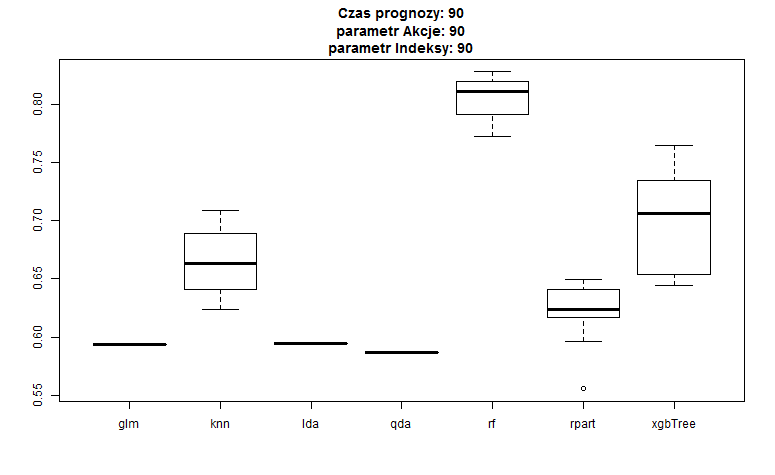 Czas prognozy: 90
parametr Akcje: 90
parametr Indeksy: 90
0.80
0.75
0.70
0.65
0.60
0.55
glm knn lda qda rf rpart xgbTree